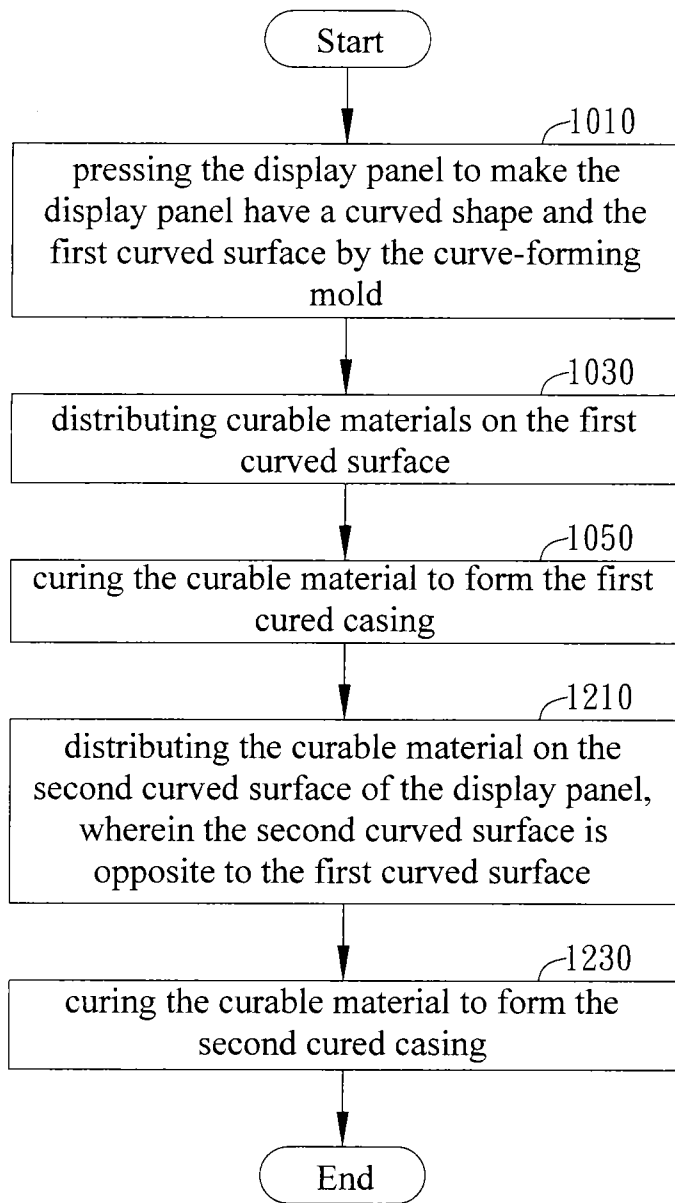 Start
1010
pressing the display panel to make the
display panel have a curved shape and the
first curved surface by the curve-forming
mold
1030
distributing curable materials on the first
curved surface
1050
curing the curable material to form the first
cured casing
1210
distributing the curable material on the
second curved surface of the display panel,
wherein the second curved surface is
opposite to the first curved surface
1230
curing the curable material to form the
second cured casing
End